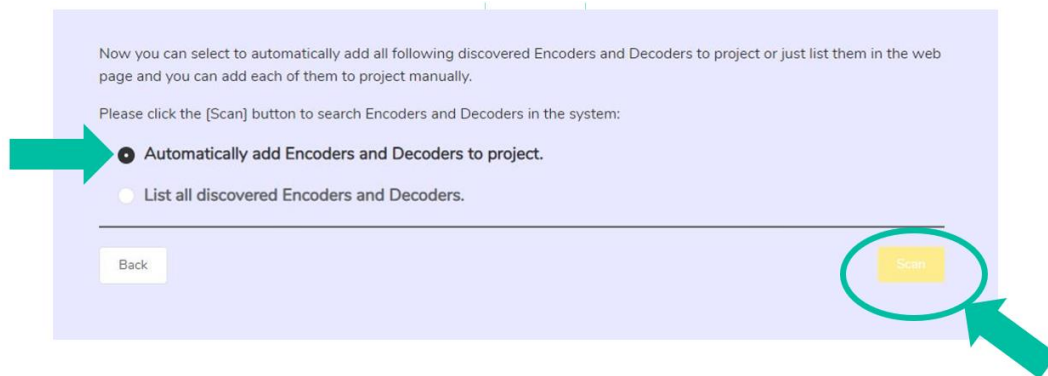 Now you can select to automatically add all following discovered Encoders and Decoders to project or just list them in the web
page and you can add each of them to project manually.
Please click the [Scan] button to search Encoders and Decoders in the system:
Automatically add Encoders and Decoders to project.
List all discovered Encoders and Decoders.
Back
Scan